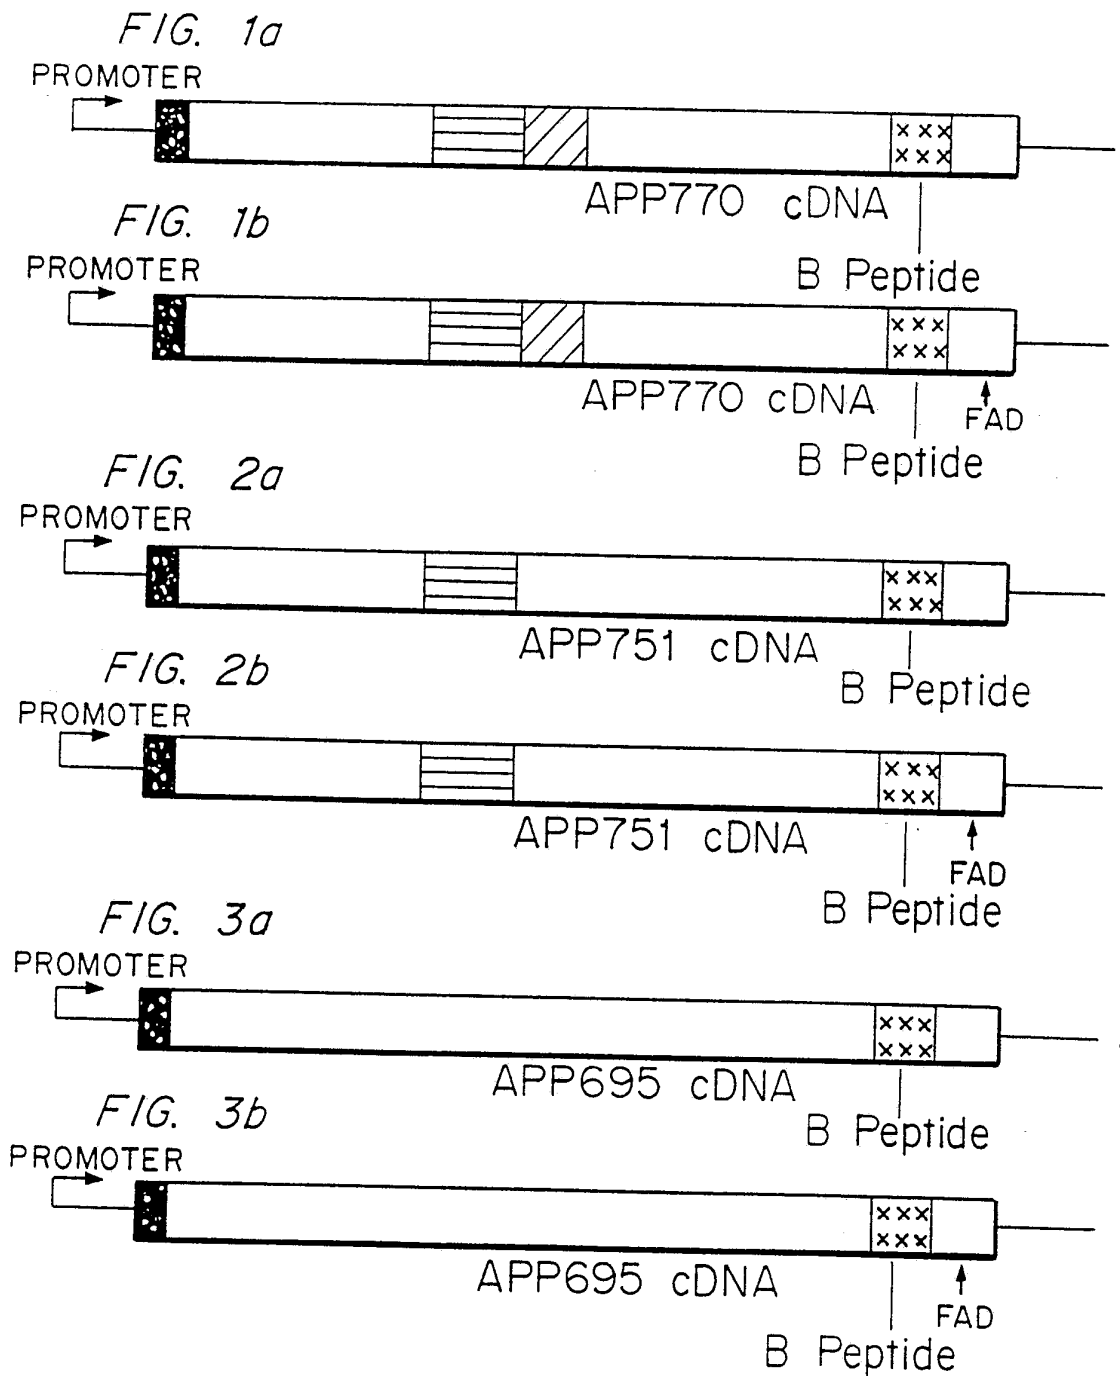 FIG. 1a
PROMOTER
APP770 cDNA
B Peptide
FIG. 1b
PROMOTER
APP770 cDNA
FAD
B Peptide
FIG. 2a
PROMOTER
APP751 cDNA
B Peptide
FIG. 2b
PROMOTER
APP751 cDNA
FAD
B Peptide
FIG. 3a
PROMOTER
APP695 cDNA
B Peptide
FIG. 3b
PROMOTER
APP695 cDNA
FAD
B Peptide